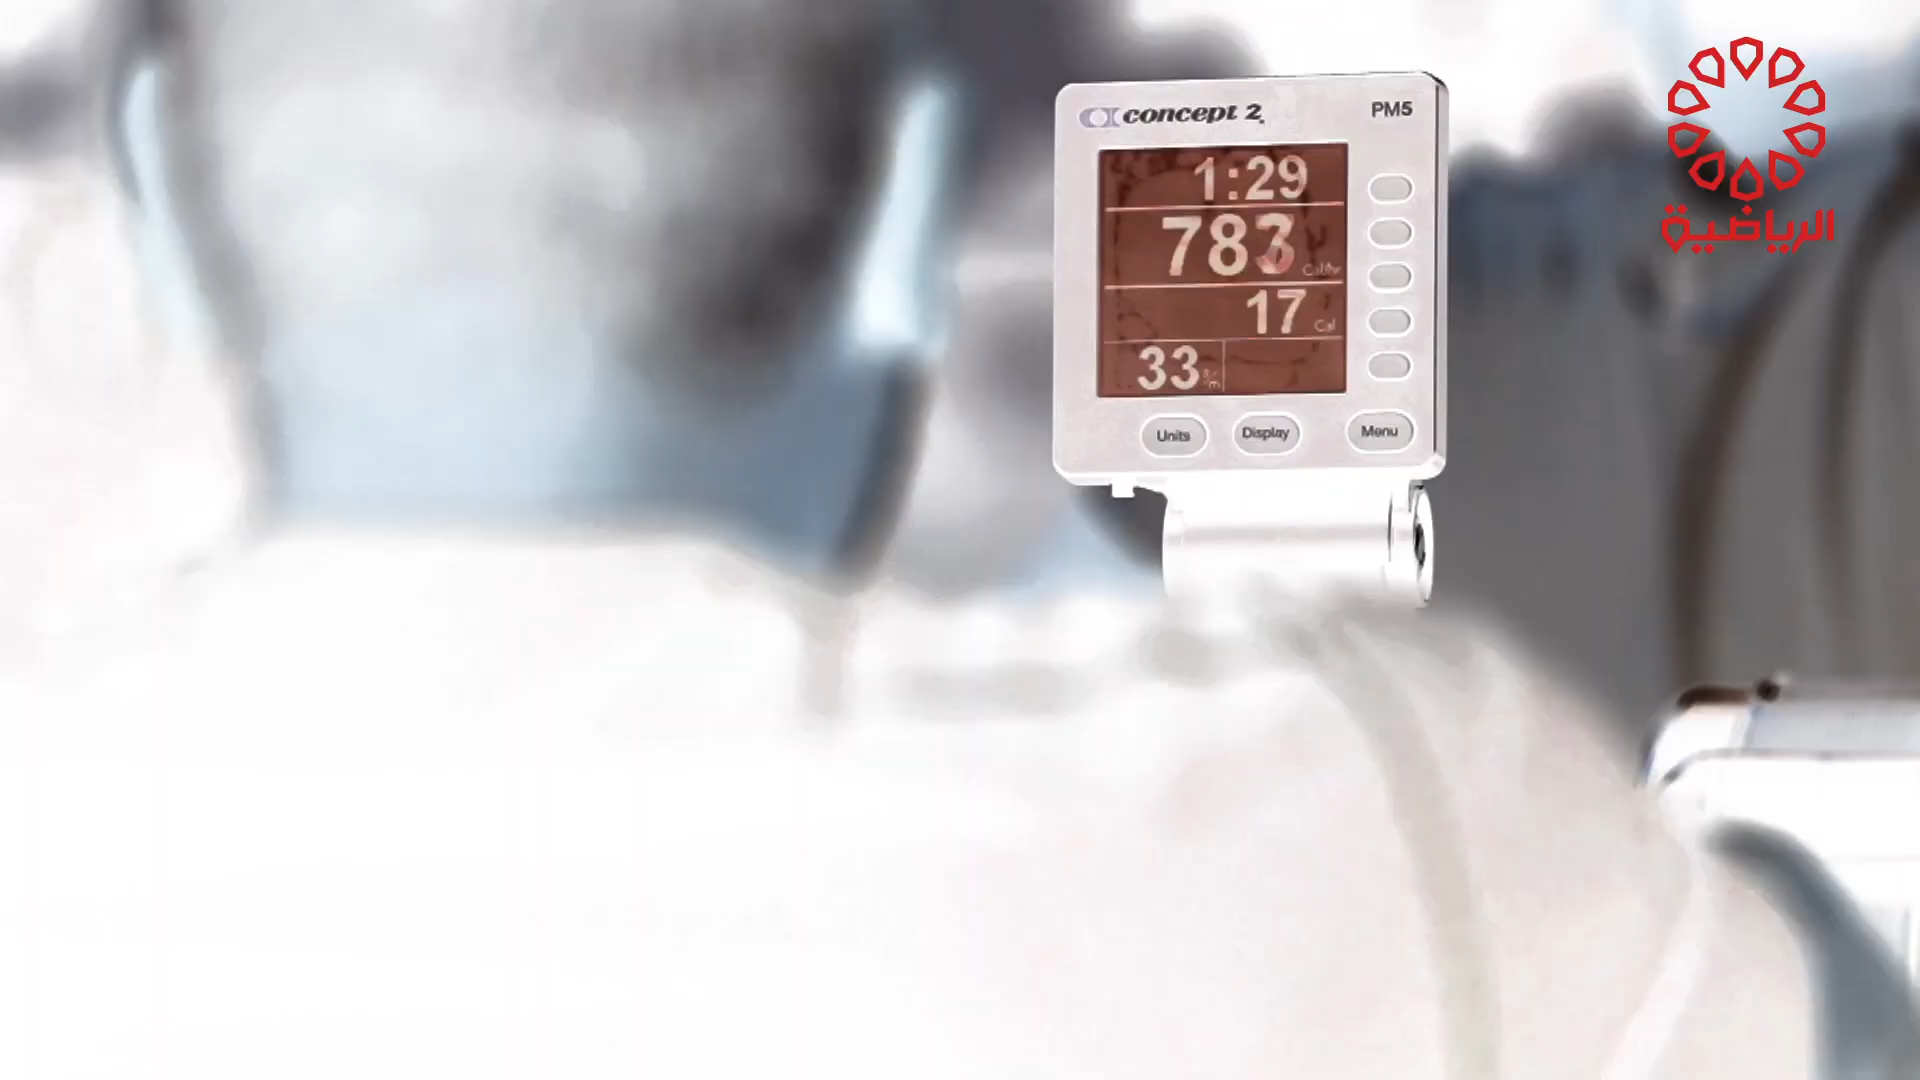 concept 2
PM5
1:29
783
Cal/hr
17
Cal
33
s/m
Units
Display
Menu
الرياضية